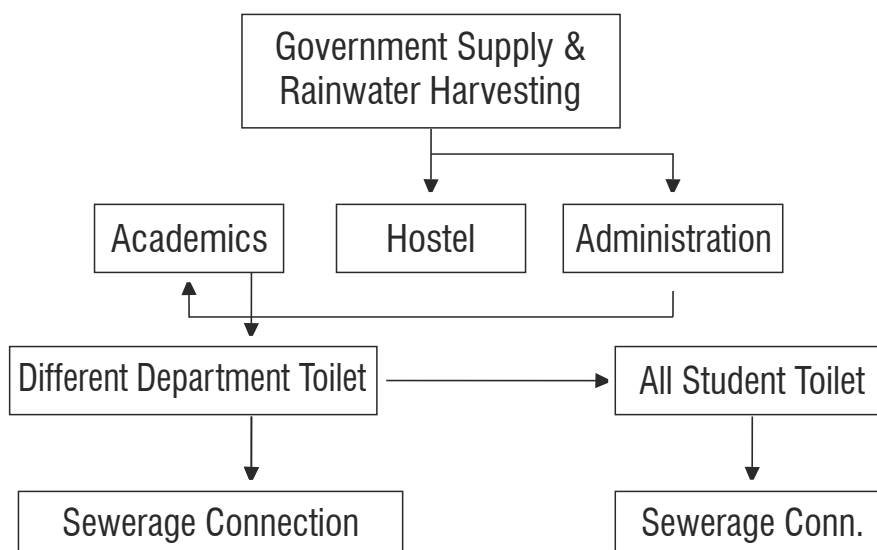 Government Supply &
Rainwater Harvesting
Academics
Hostel
Administration
Different Department Toilet
All Student Toilet
Sewerage Connection
Sewerage Conn.